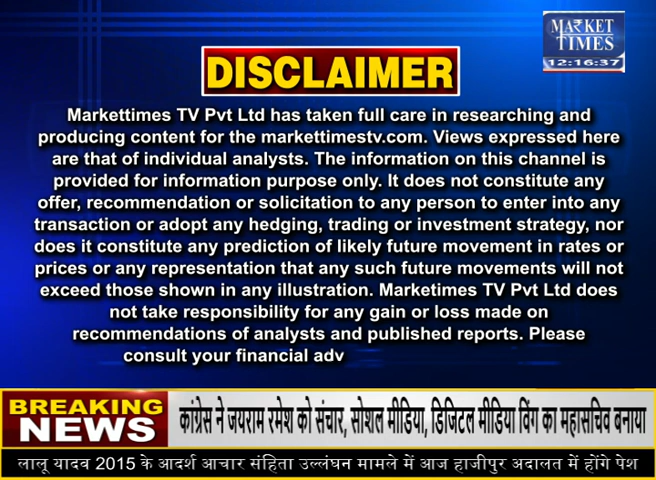 MARKET
TIMES
12:16:37
DISCLAIMER
Markettimes TV Pvt Ltd has taken full care in researching and
producing content for the markettimestv.com. Views expressed here
are that of individual analysts. The information on this channel is
provided for information purpose only. It does not constitute any
offer, recommendation or solicitation to any person to enter into any
transaction or adopt any hedging, trading or investment strategy, nor
does it constitute any prediction of likely future movement in rates or
prices or any representation that any such future movements will not
exceed those shown in any illustration. Marketimes TV Pvt Ltd does
not take responsibility for any gain or loss made on
recommendations of analysts and published reports. Please
consult your financial adv
BREAKING
NEWS
कांग्रेस ने जयराम रमेश को संचार, सोशल मीडिया, डिजिटल मीडिया विंग का महासचिव बनाया
लालू यादव 2015 के आदर्श आचार संहिता उल्लंघन मामले में आज हाजीपुर अदालत में होंगे पेश